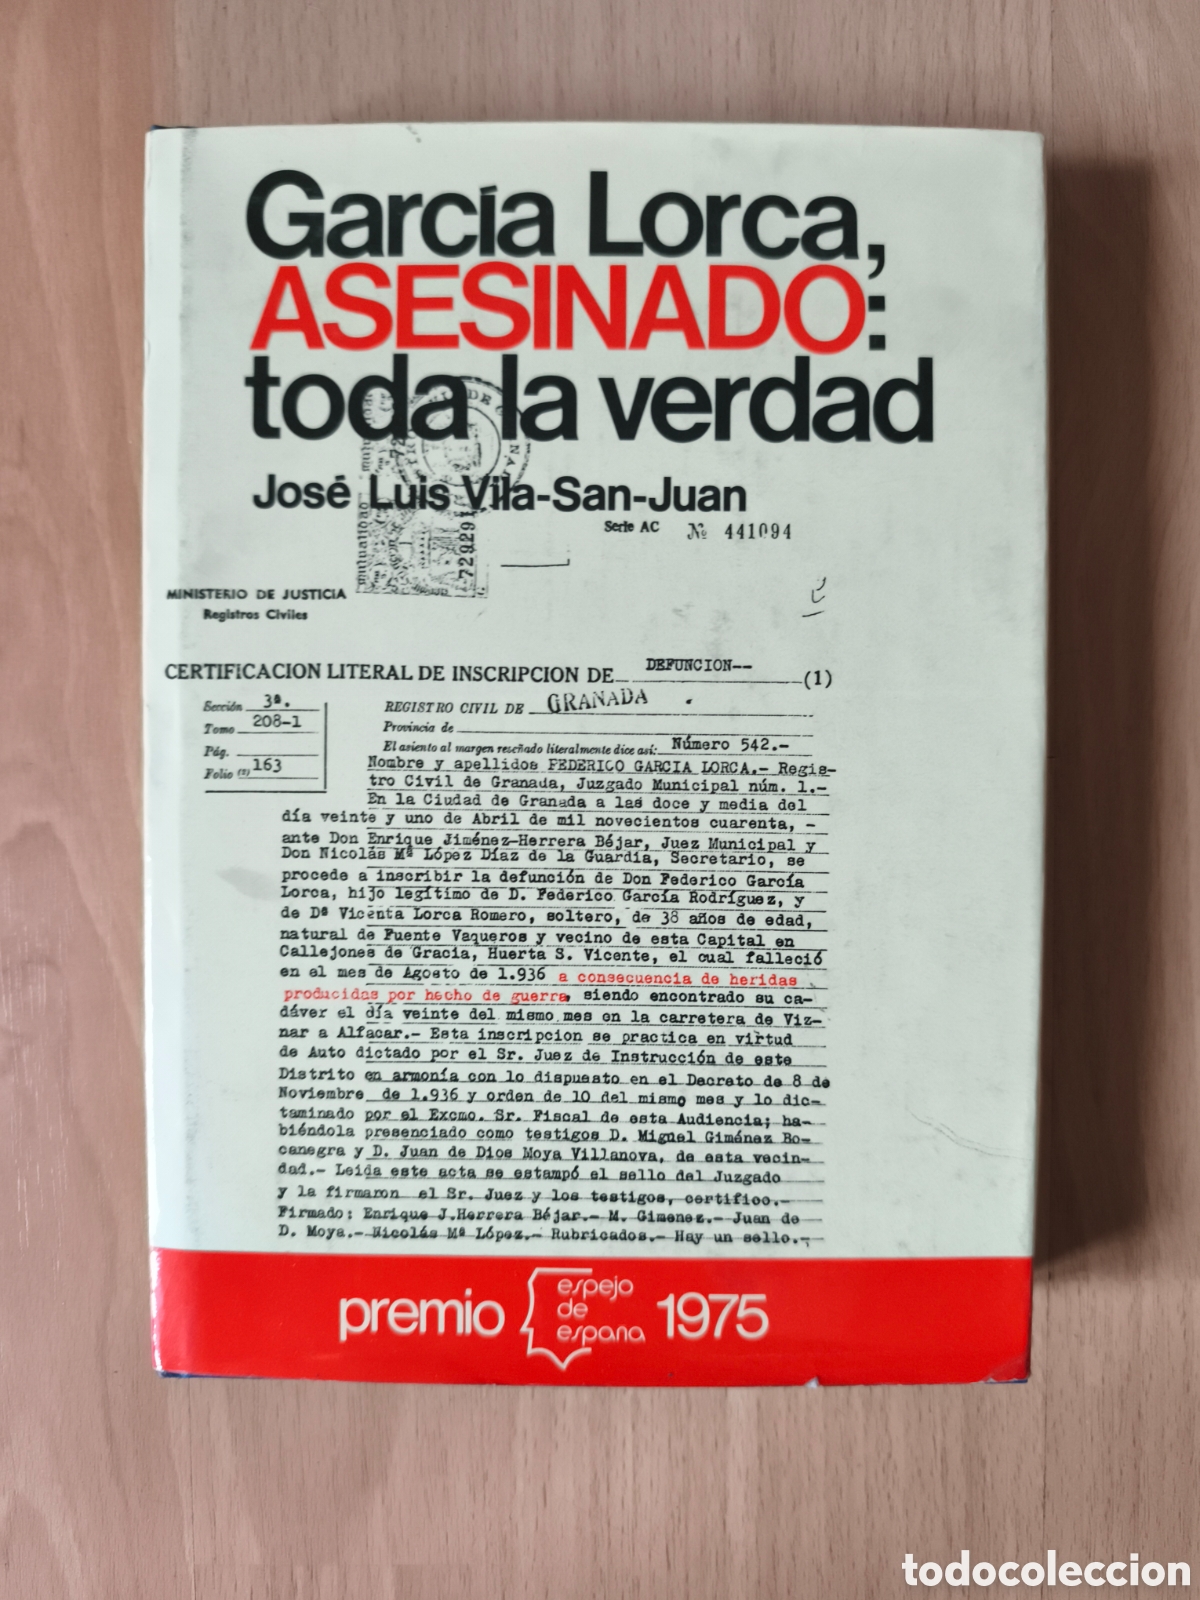 García Lorca,
ASESINADO:
toda la verdad
José Luis Vila-San-Juan
Serie AC № 441094
729291
MINISTERIO DE JUSTICIA
Registros Civiles
CERTIFICACION LITERAL DE INSCRIPCION DE DEFUNCION-- (1)
Sección 3ª.
Tomo 208-1
Pág.
Folio (2) 163
REGISTRO CIVIL DE GRANADA
Provincia de
El asiento al margen reseñado literalmente dice así: Número 542.-
Nombre y apellidos FEDERICO GARCIA LORCA.- Regis-
tro Civil de Granada, Juzgado Municipal núm. 1.-
En la Ciudad de Granada a las doce y media del
día veinte y uno de Abril de mil novecientos cuarenta, -
ante Don Enrique Jiménez-Herrera Béjar, Juez Municipal y
Don Nicolás Mª López Díaz de la Guardia, Secretario, se
procede a inscribir la defunción de Don Federico García
Lorca, hijo legítimo de D. Federico García Rodríguez, y
de Dª Vicenta Lorca Romero, soltero, de 38 años de edad,
natural de Fuente Vaqueros y vecino de esta Capital en
Callejones de Gracia, Huerta S. Vicente, el cual falleció
en el mes de Agosto de 1.936 a consecuencia de heridas
producidas por hecho de guerra, siendo encontrado su ca-
dáver el día veinte del mismo mes en la carretera de Viz-
nar a Alfacar.- Esta inscripcion se practica en virtud
de Auto dictado por el Sr. Juez de Instrucción de este
Distrito en armonía con lo dispuesto en el Decreto de 8 de
Noviembre de 1.936 y orden de 10 del mismo mes y lo dic-
taminado por el Excmo. Sr. Fiscal de esta Audiencia; ha-
biéndola presenciado como testigos D. Miguel Giménez Bo-
canegra y D. Juan de Dios Moya Villanova, de esta vecin-
dad.- Leida este acta se estampó el sello del Juzgado
y la firmaron el Sr. Juez y los testigos, certifico.-
Firmado: Enrique J.Herrera Béjar.- M. Gimenez.- Juan de
D. Moya.- Nicolás Mª López.- Rubricados.- Hay un sello.-
premio espejo de españa 1975
todocoleccion